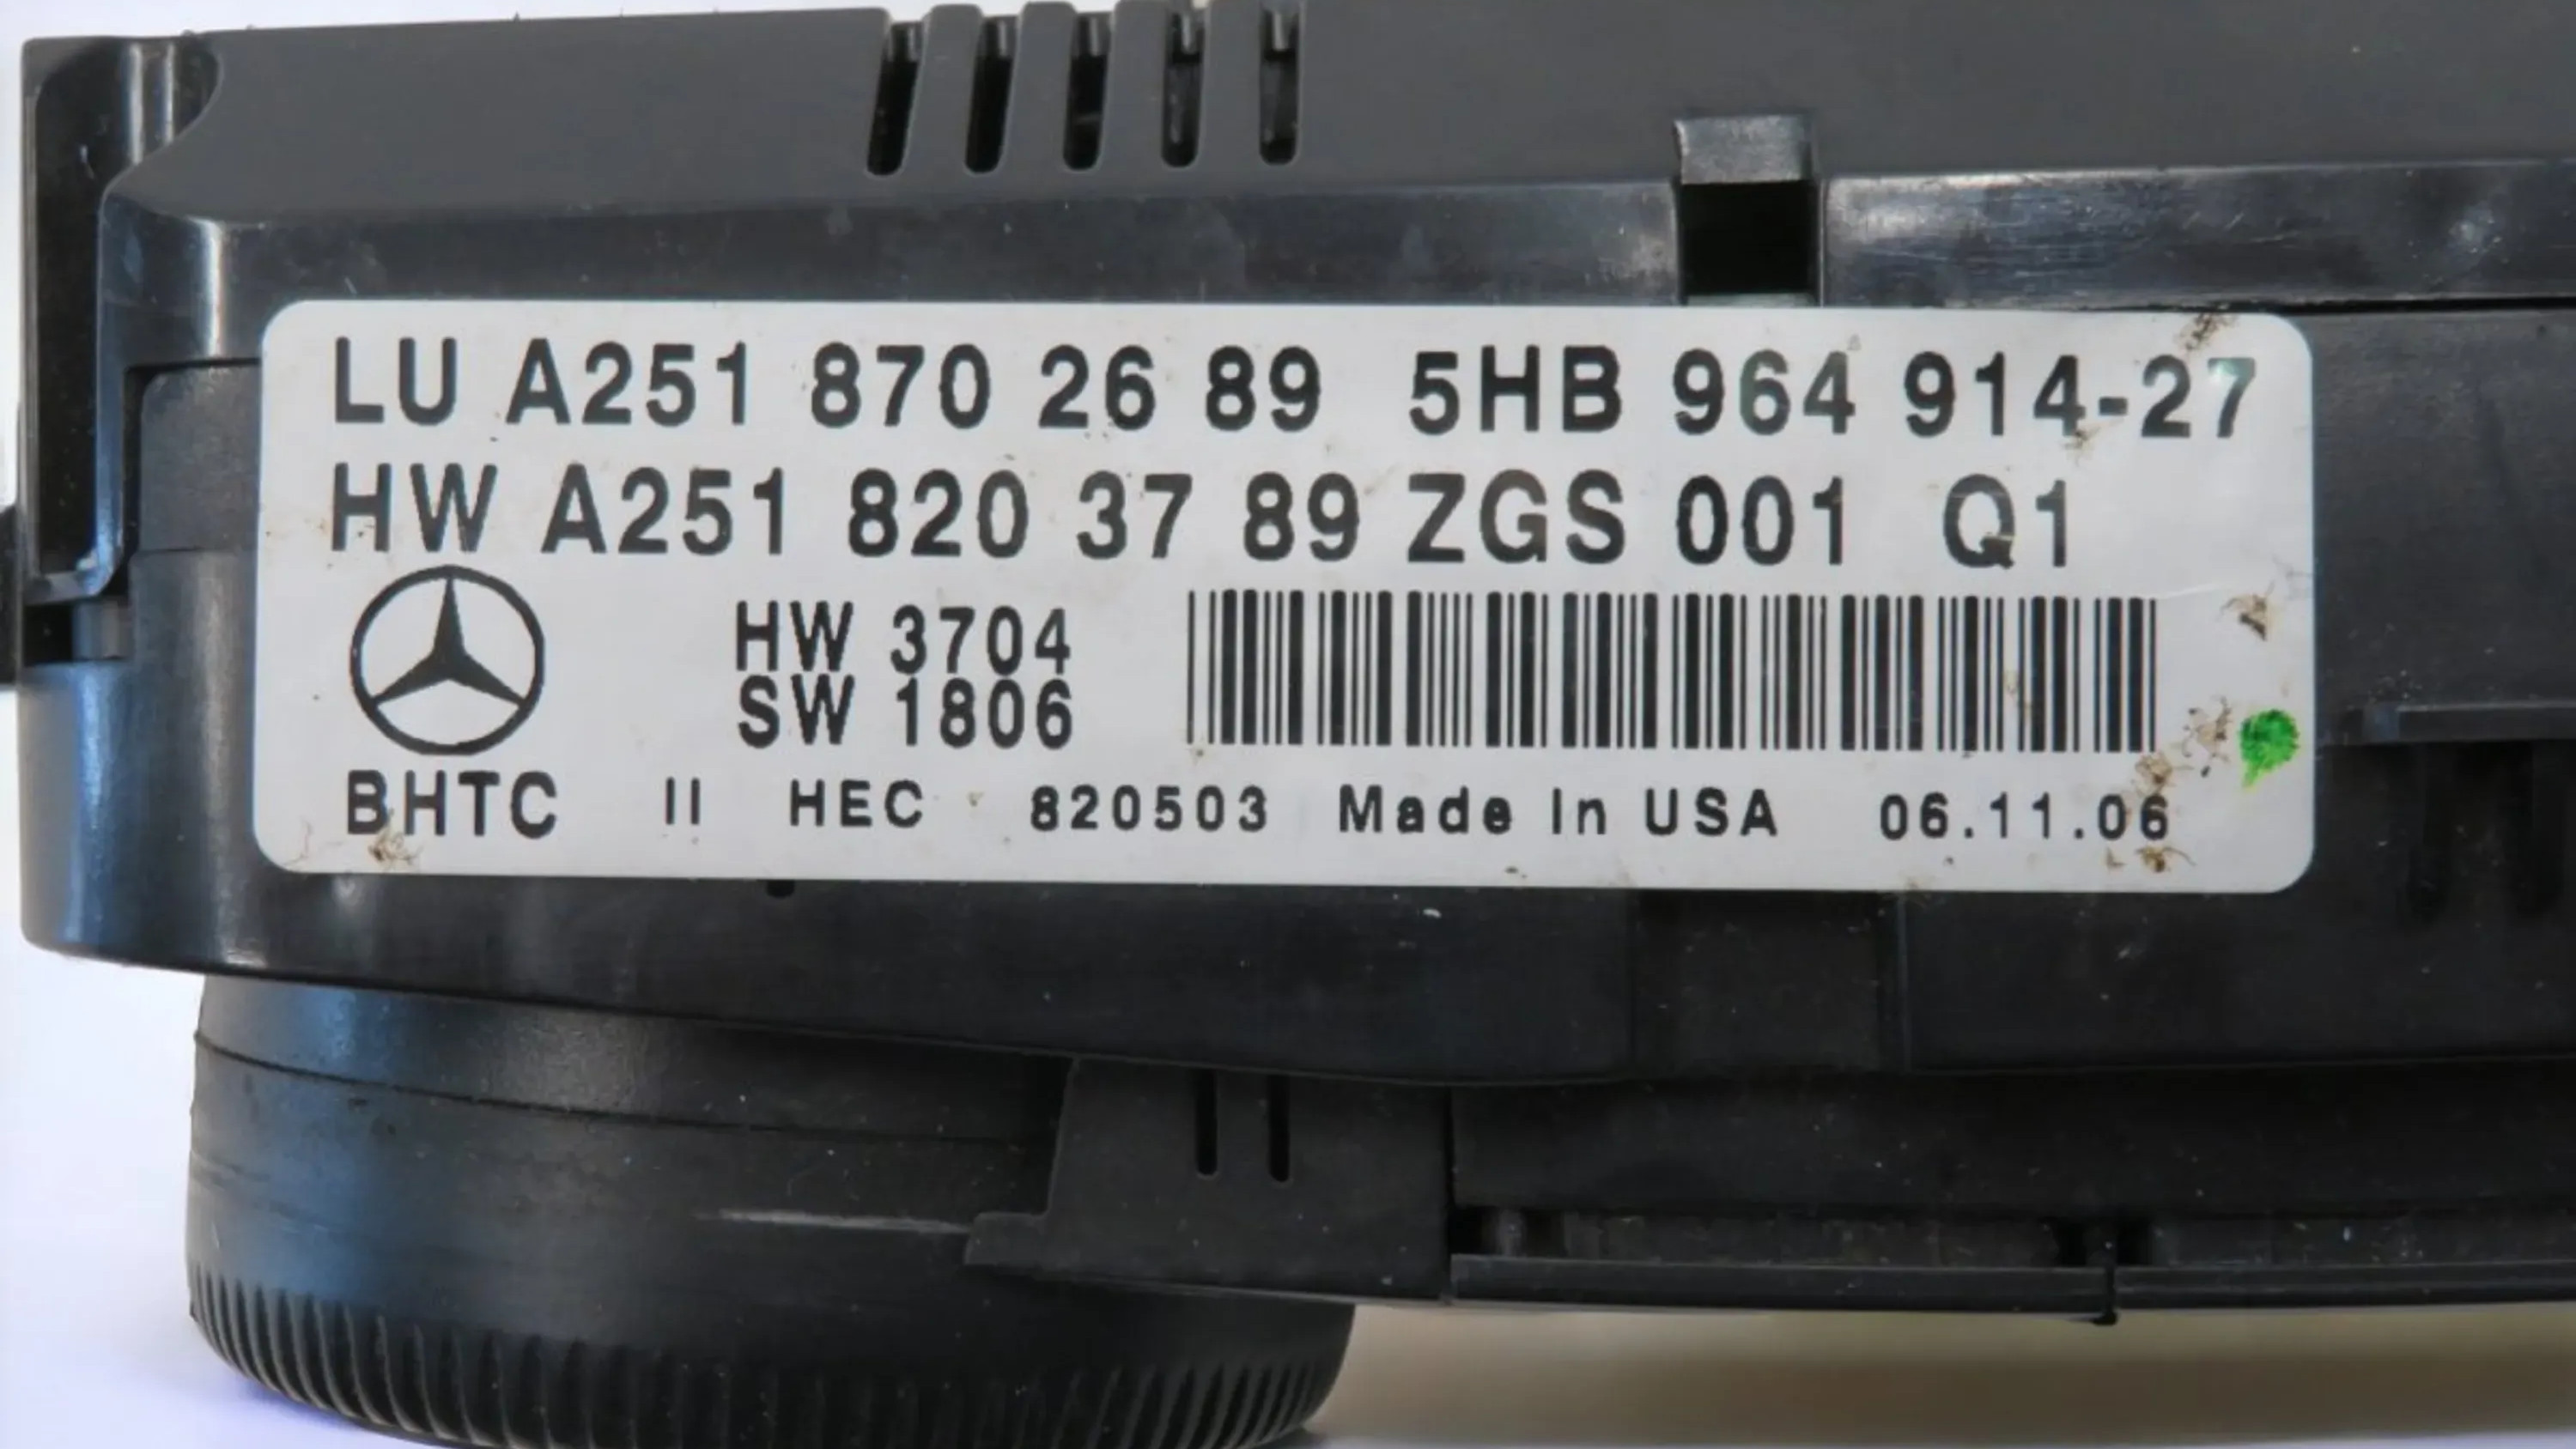 LU A251 870 26 89 5HB 964 914-27
HW A251 820 37 89 ZGS 001 Q1
HW 3704
SW 1806
BHTC II HEC 820503 Made In USA 06.11.06